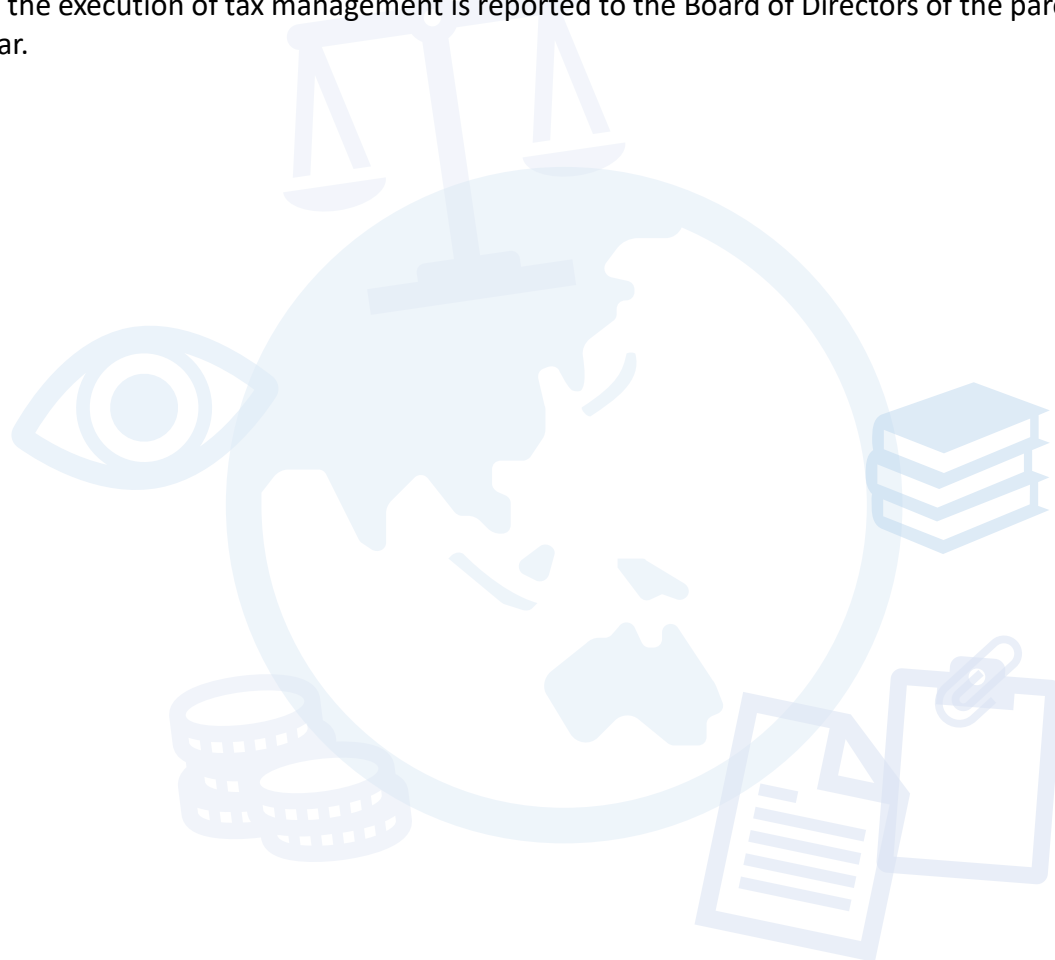 the execution of tax management is reported to the Board of Directors of the
ar.